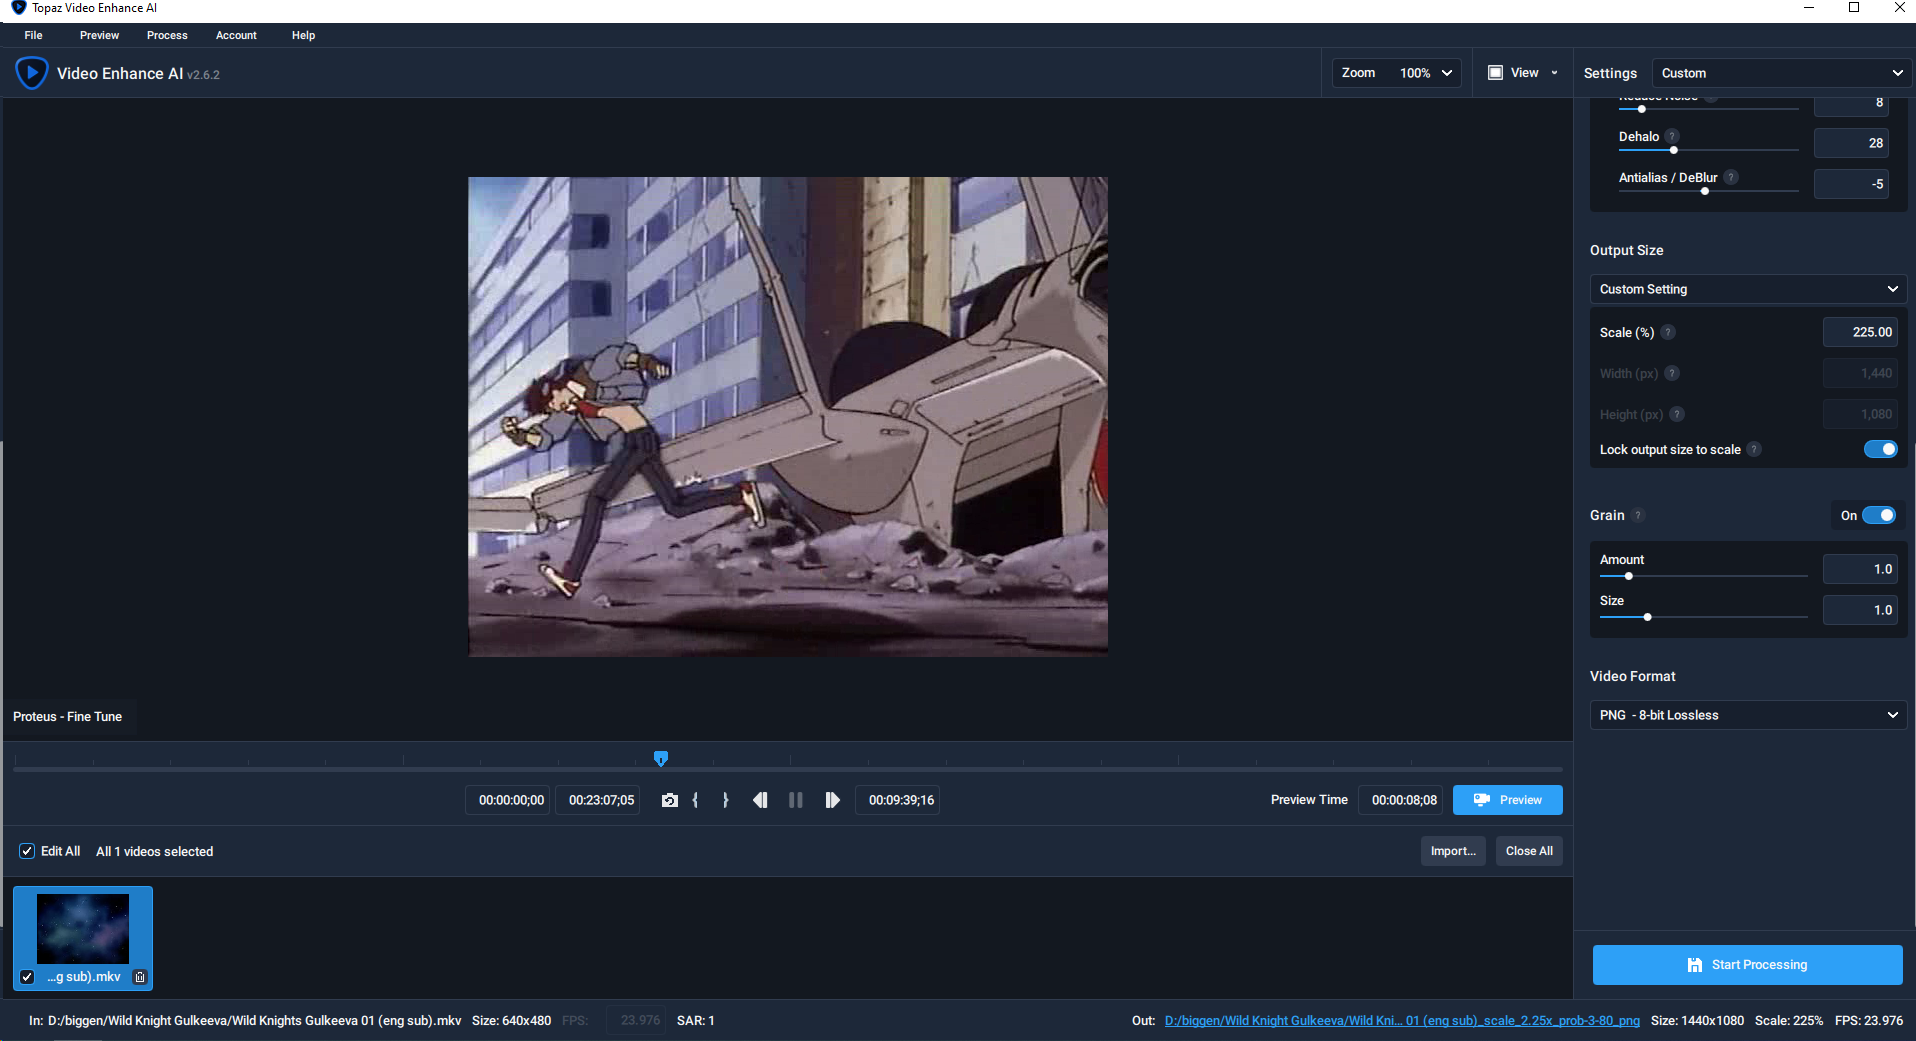 Topaz Video Enhance AI
File Preview Process Account Help
Video Enhance AI v2.6.2
Zoom 100%
View
Settings Custom
Reduce Noise ? 8
Dehalo ? 28
Antialias / DeBlur ? -5
Output Size
Custom Setting
Scale (%) ? 225.00
Width (px) ? 1,440
Height (px) ? 1,080
Lock output size to scale ?
Grain ? On
Amount 1.0
Size 1.0
Video Format
PNG - 8-bit Lossless
Proteus - Fine Tune
00:00:00;00 00:23:07;05 { } 00:09:39;16
Preview Time 00:00:08;08 Preview
Edit All All 1 videos selected
Import... Close All
...g sub).mkv
Start Processing
In: D:/biggen/Wild Knight Gulkeeva/Wild Knights Gulkeeva 01 (eng sub).mkv Size: 640x480 FPS: 23.976 SAR: 1
Out: D:/biggen/Wild Knight Gulkeeva/Wild Kni... 01 (eng sub)_scale_2.25x_prob-3-80_png Size: 1440x1080 Scale: 225% FPS: 23.976